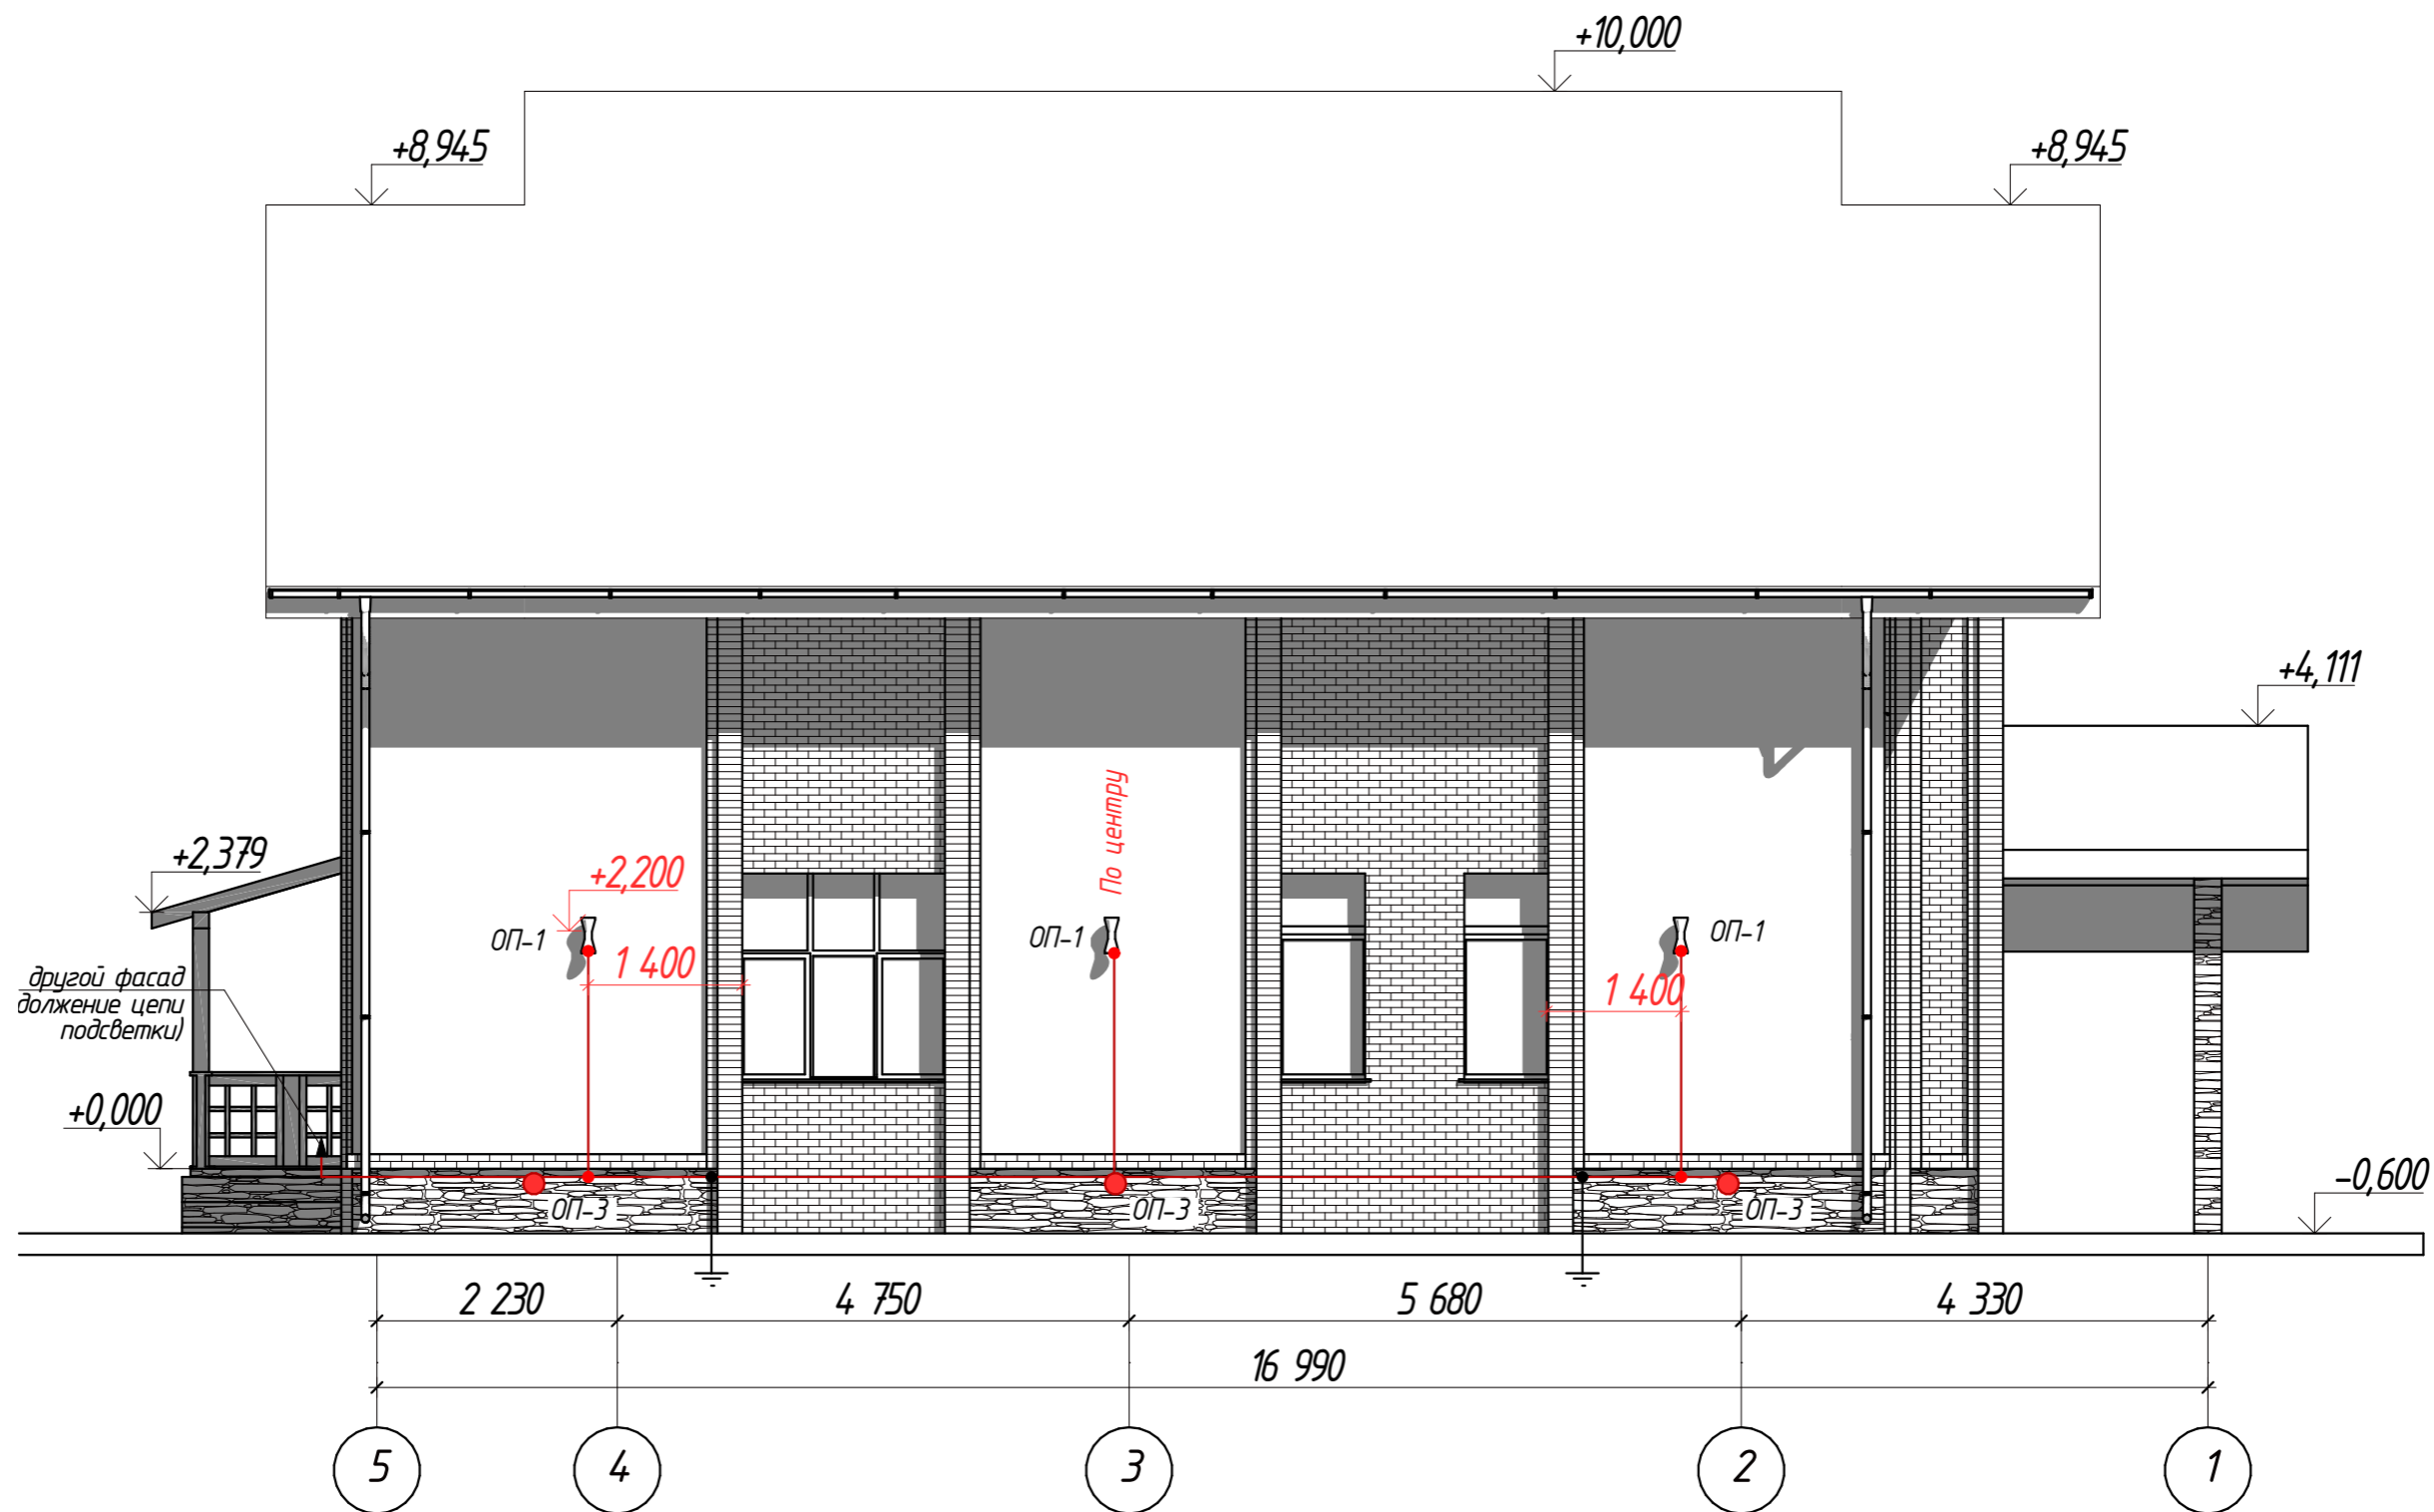 +10,000
+8,945
+8,945
+4,111
По центру
+2,379
+2,200
ОП-1
ОП-1
ОП-1
1 400
1 400
другой фасад
должение цепи
подсветки)
+0,000
-0,600
ОП-3
ОП-3
ОП-3
2 230
4 750
5 680
4 330
16 990
5
4
3
2
1